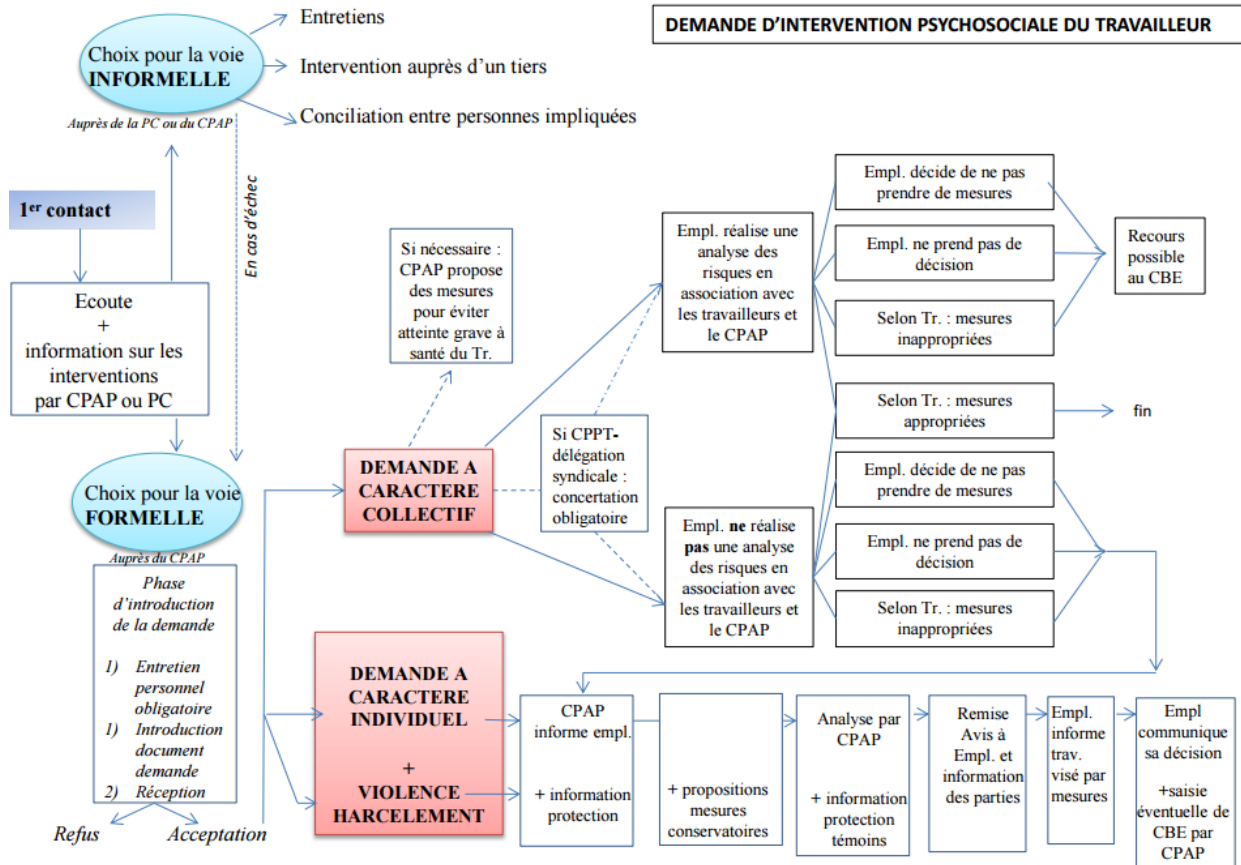 DEMANDE D'INTERVENTION PSYCHOSOCIALE DU TRAVAILLEUR
Choix pour la voie
INFORMELLE
Auprès de la PC ou du CPAP
Entretiens
Intervention auprès d'un tiers
Conciliation entre personnes impliquées
En cas d'échec
1er contact
Ecoute
+
information sur les
interventions
par CPAP ou PC
Choix pour la voie
FORMELLE
Auprès du CPAP
Phase
d'introduction
de la demande
1) Entretien
personnel
obligatoire
1) Introduction
document
demande
2) Réception
Refus
Acceptation
Si nécessaire :
CPAP propose
des mesures
pour éviter
atteinte grave à
santé du Tr.
DEMANDE A
CARACTERE
COLLECTIF
Si CPPT-
délégation
syndicale :
concertation
obligatoire
Empl. réalise une
analyse des
risques en
association avec
les travailleurs et
le CPAP
Empl. ne réalise
pas une analyse
des risques en
association avec
les travailleurs et
le CPAP
Empl. décide de ne pas
prendre de mesures
Empl. ne prend pas de
décision
Selon Tr. : mesures
inappropriées
Recours
possible
au CBE
Selon Tr. : mesures
appropriées
fin
Empl. décide de ne pas
prendre de mesures
Empl. ne prend pas de
décision
Selon Tr. : mesures
inappropriées
DEMANDE A
CARACTERE
INDIVIDUEL
+
VIOLENCE
HARCELEMENT
CPAP
informe empl.
+ information
protection
+ propositions
mesures
conservatoires
Analyse par
CPAP
+ information
protection
témoins
Remise
Avis à
Empl. et
information
des parties
Empl.
informe
trav.
visé par
mesures
Empl
communique
sa décision
+saisie
éventuelle de
CBE par
CPAP